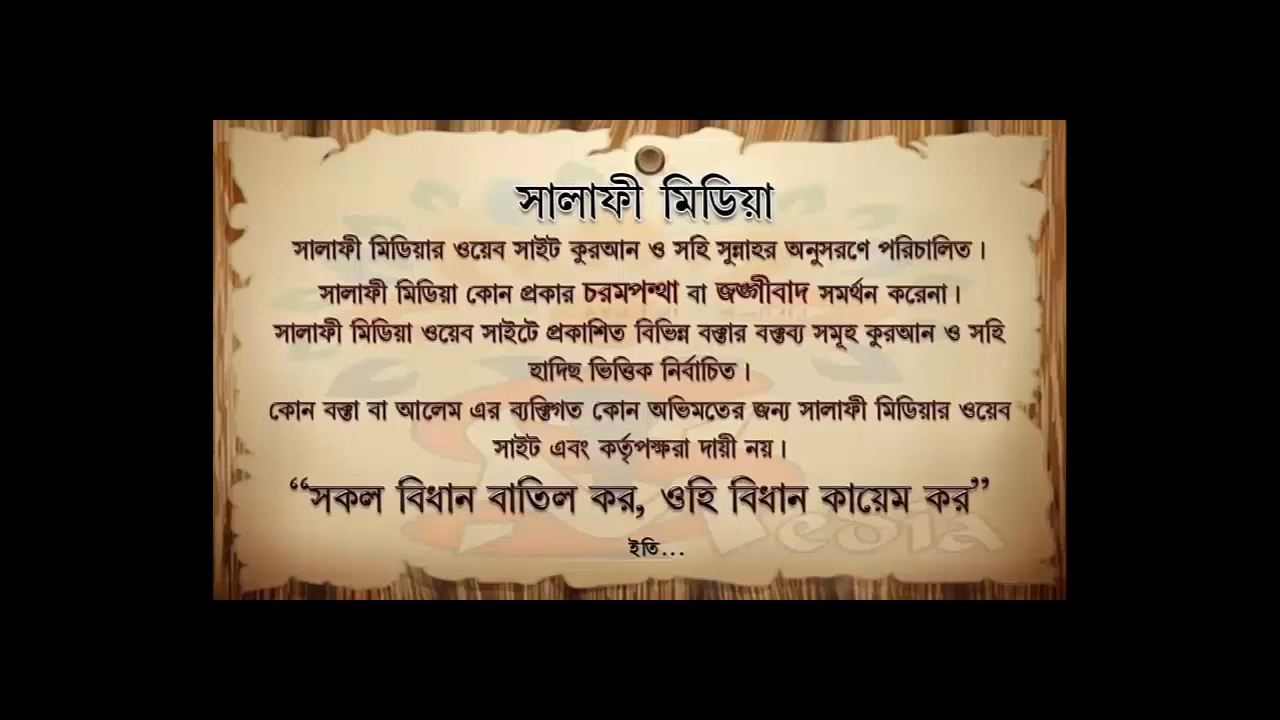 সালাফী মিডিয়া
সালাফী মিডিয়ার ওয়েব সাইট কুরআন ও সহি সুন্নাহর অনুসরণে পরিচালিত।
সালাফী মিডিয়া কোন প্রকার চরমপন্থা বা জঙ্গীবাদ সমর্থন করেনা।
সালাফী মিডিয়া ওয়েব সাইটে প্রকাশিত বিভিন্ন বক্তার বক্তব্য সমূহ কুরআন ও সহি
হাদিছ ভিত্তিক নির্বাচিত।
কোন বক্তা বা আলেম এর ব্যক্তিগত কোন অভিমতের জন্য সালাফী মিডিয়ার ওয়েব
সাইট এবং কর্তৃপক্ষরা দায়ী নয়।
“সকল বিধান বাতিল কর, ওহি বিধান কায়েম কর”
ইতি...